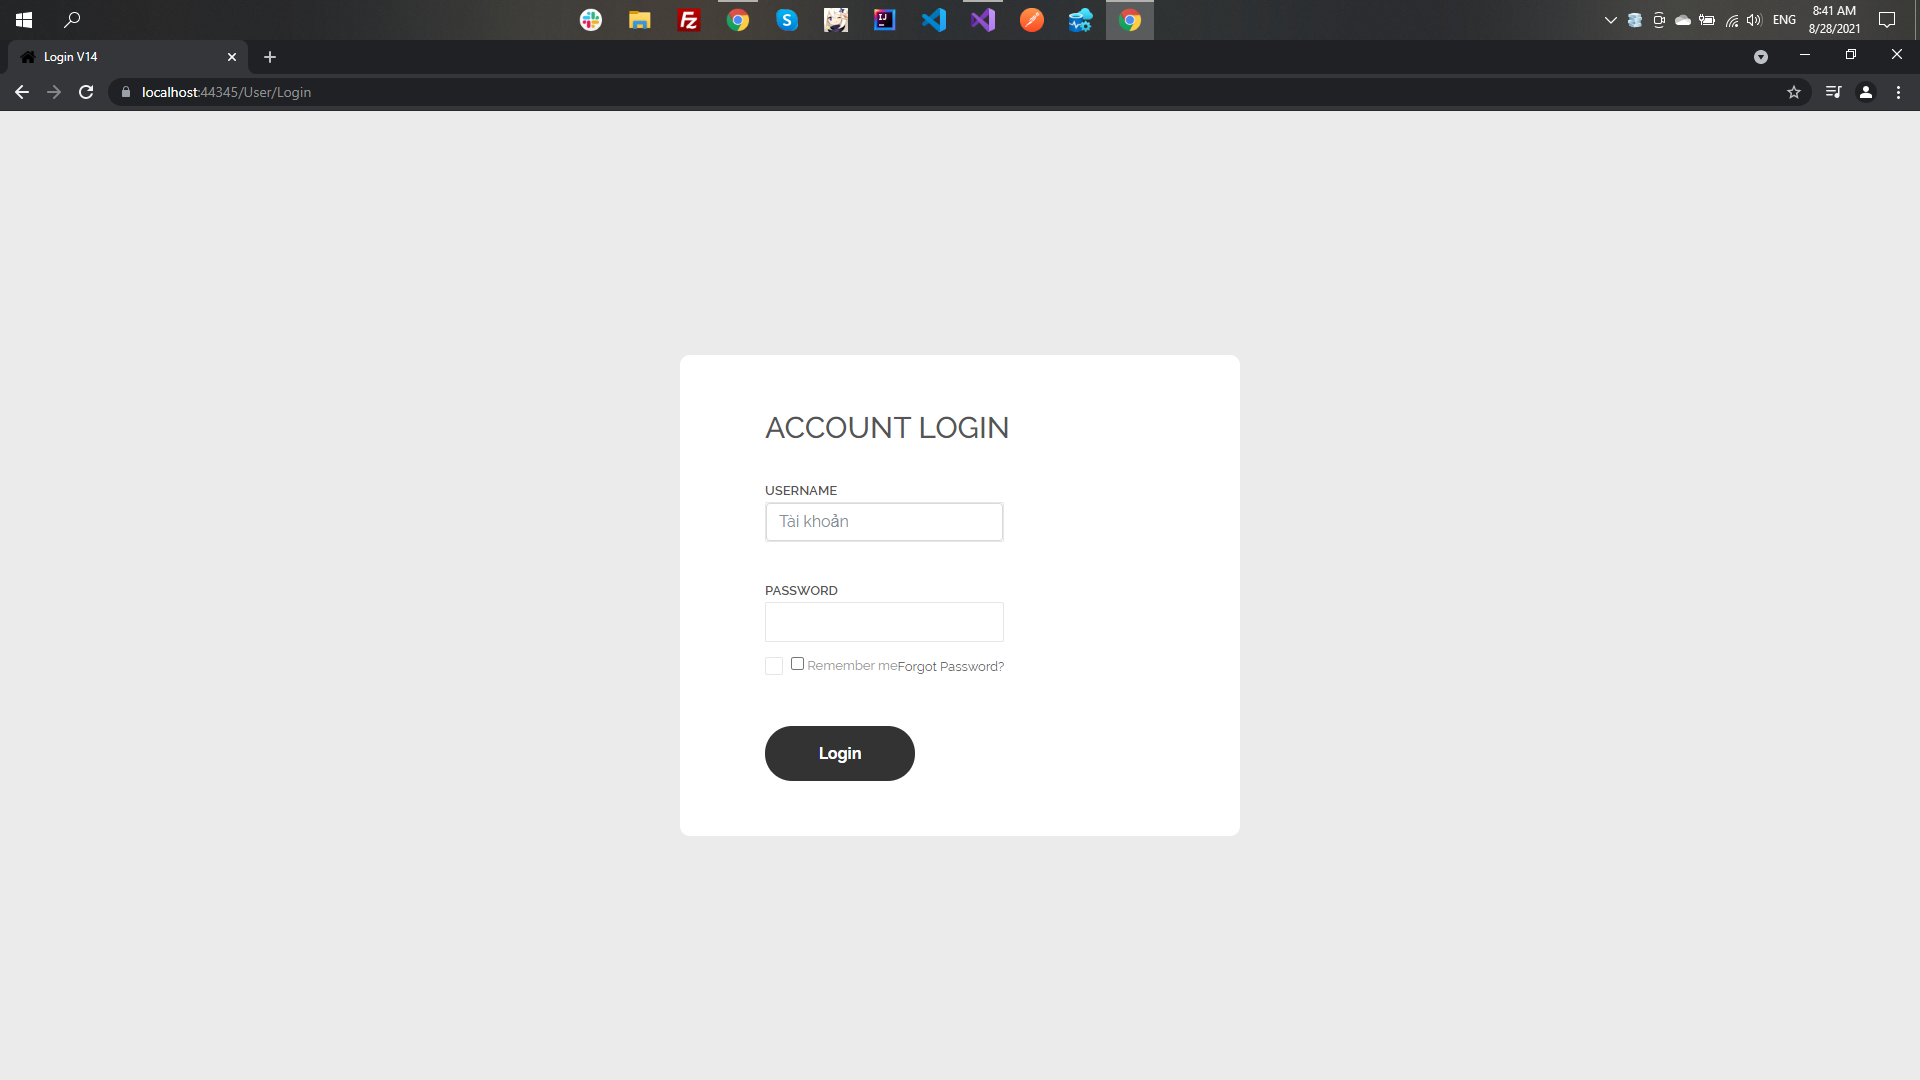 ENG
8:41 AM
8/28/2021
Login V14
localhost:44345/User/Login
ACCOUNT LOGIN
USERNAME
Tài khoản
PASSWORD
Remember meForgot Password?
Login